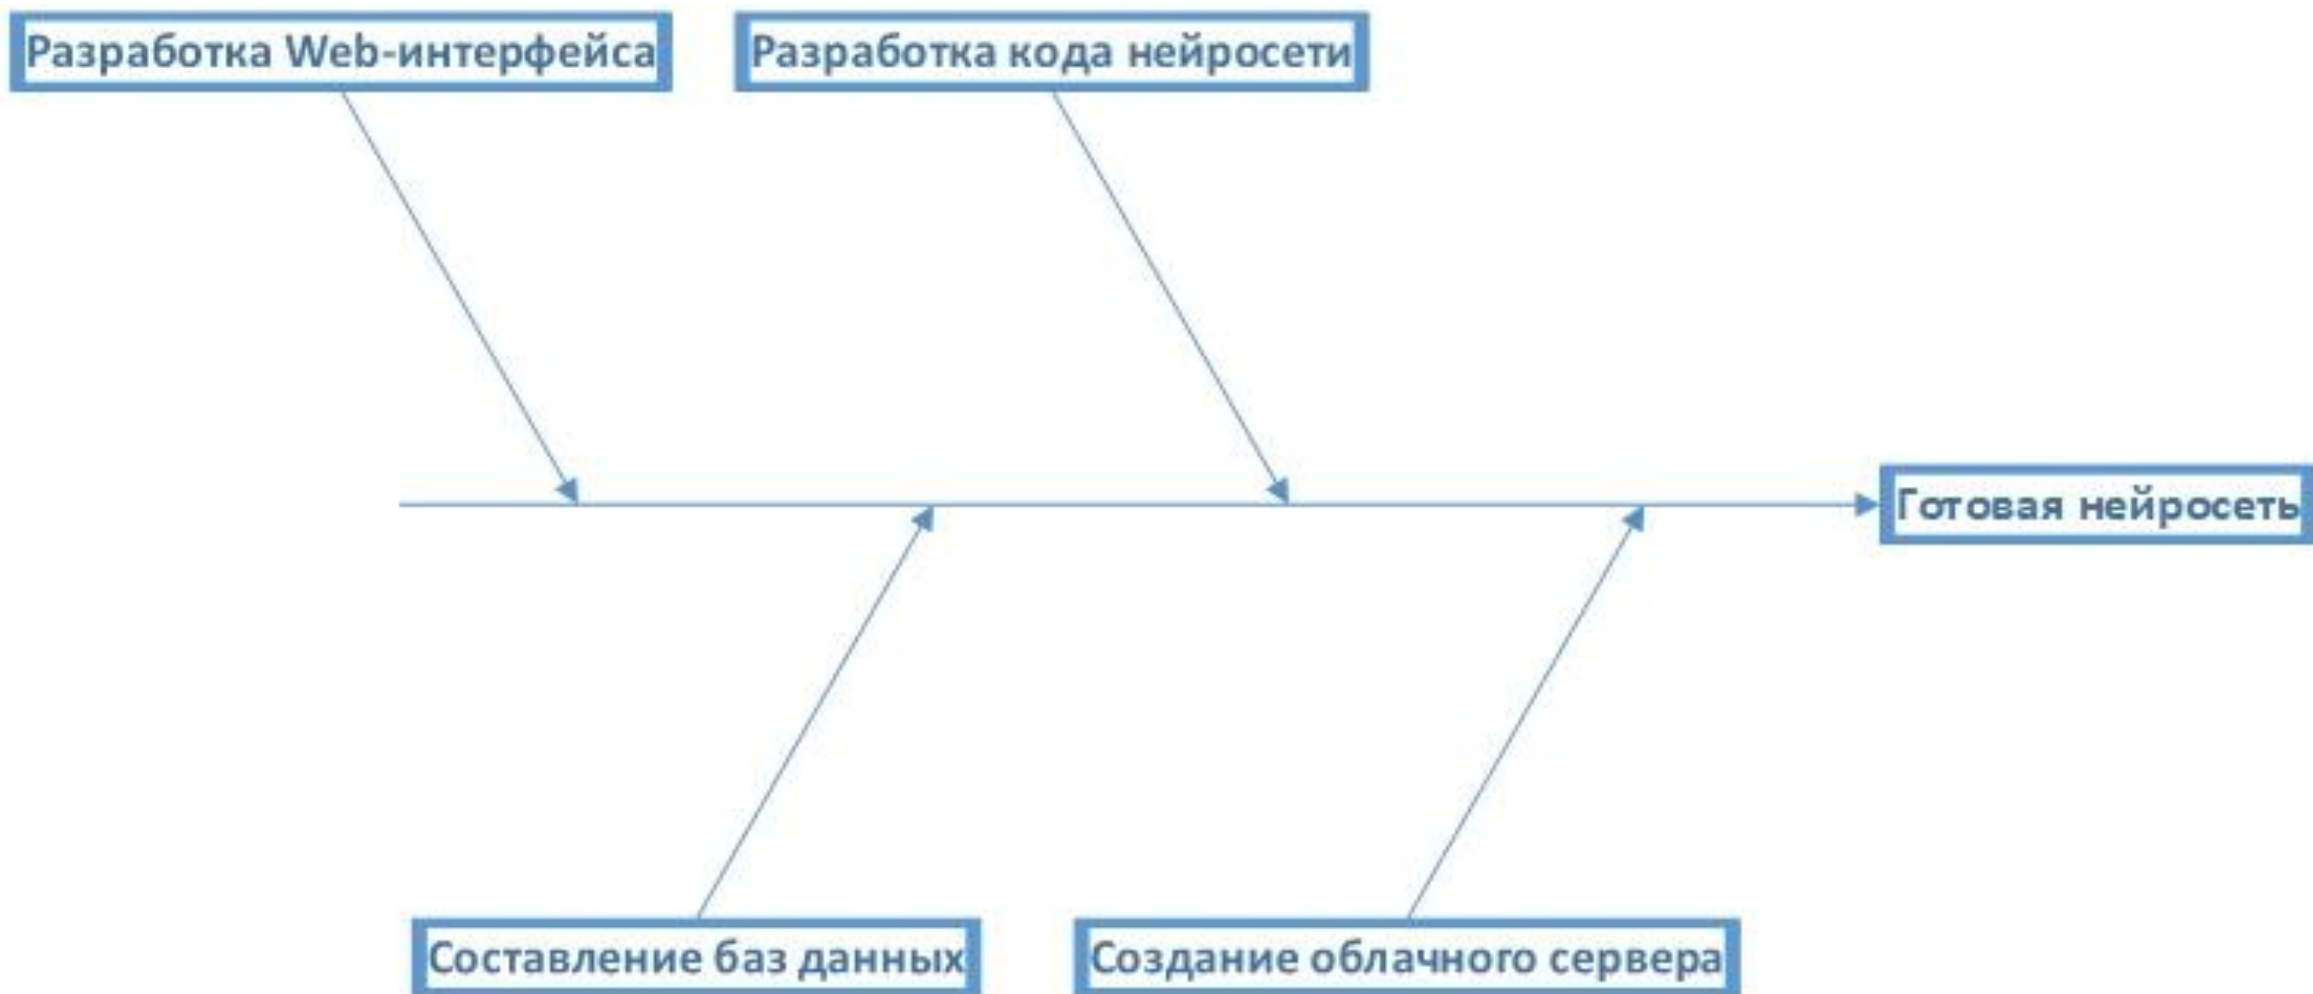 Разработка Web-интерфейса
Разработка кода нейросети
Готовая нейросеть
Составление баз данных
Создание облачного сервера